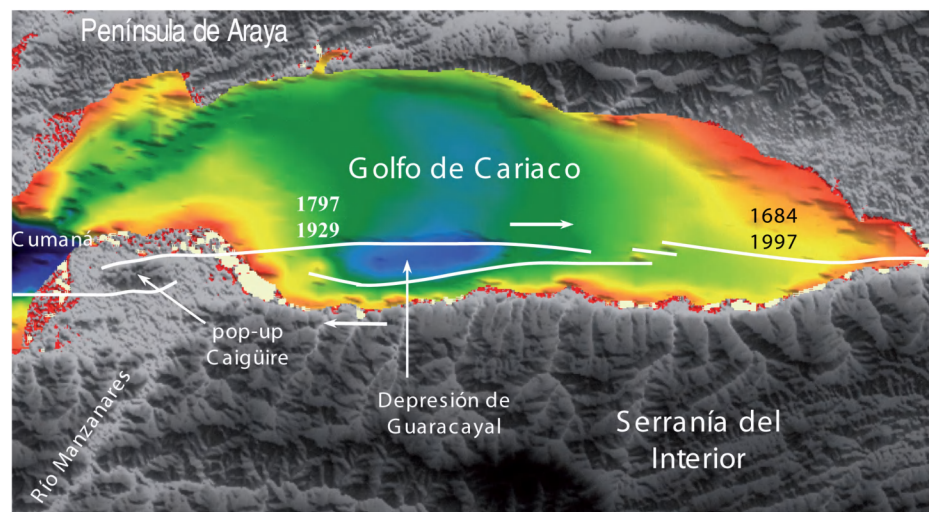 Península de Araya
Golfo de Cariaco
1797
1929
1684
1997
Cumaná
pop-up
Caigüire
Depresión de
Guaracayal
Serranía del
Interior
Río Manzanares